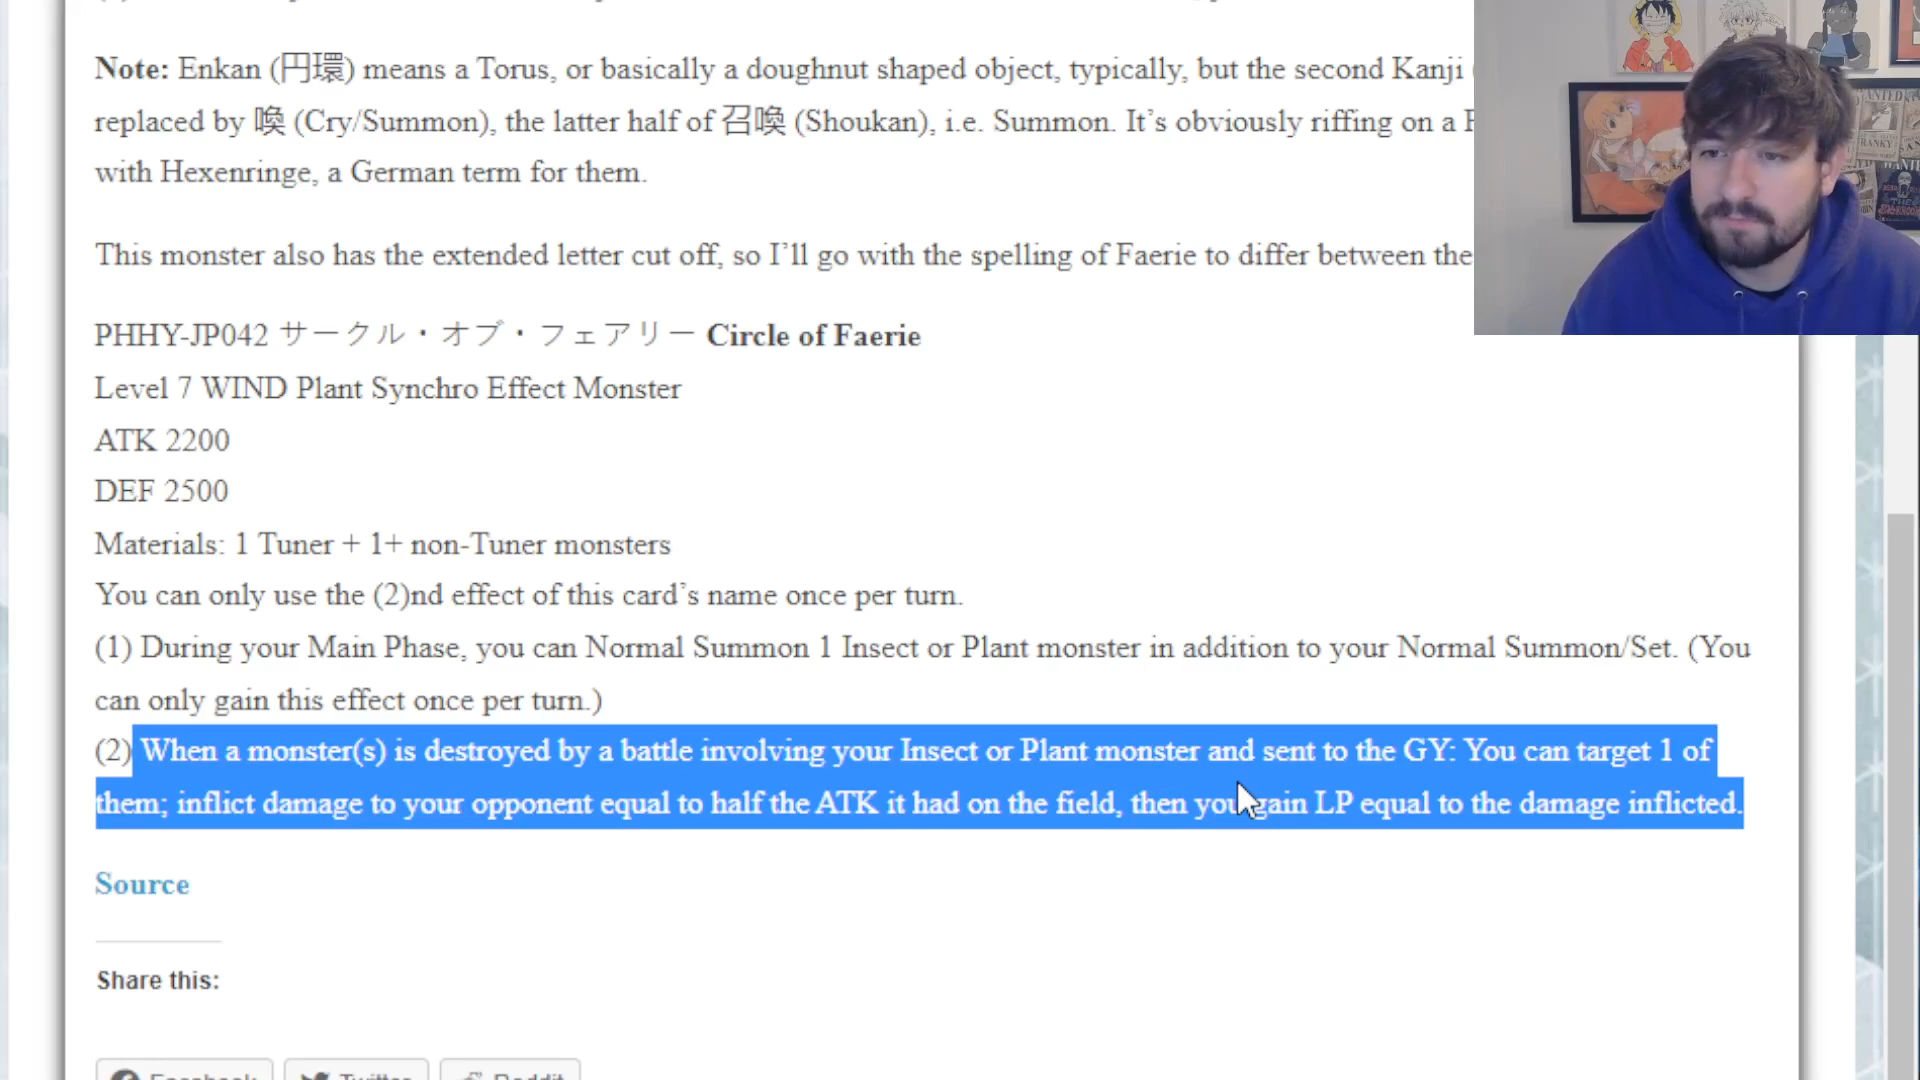 Note: Enkan (円環) means a Torus, or basically a doughnut shaped object, typically, but the second Kanji
replaced by 喚 (Cry/Summon), the latter half of 召喚 (Shoukan), i.e. Summon. It's obviously riffing on a F
with Hexenringe, a German term for them.
This monster also has the extended letter cut off, so I'll go with the spelling of Faerie to differ between the
PHHY-JP042 サークル・オブ・フェアリー Circle of Faerie
Level 7 WIND Plant Synchro Effect Monster
ATK 2200
DEF 2500
Materials: 1 Tuner + 1+ non-Tuner monsters
You can only use the (2)nd effect of this card's name once per turn.
(1) During your Main Phase, you can Normal Summon 1 Insect or Plant monster in addition to your Normal Summon/Set. (You
can only gain this effect once per turn.)
(2) When a monster(s) is destroyed by a battle involving your Insect or Plant monster and sent to the GY: You can target 1 of
them; inflict damage to your opponent equal to half the ATK it had on the field, then you gain LP equal to the damage inflicted.
Source
Share this:
Facebook Twitter Reddit
WANTED